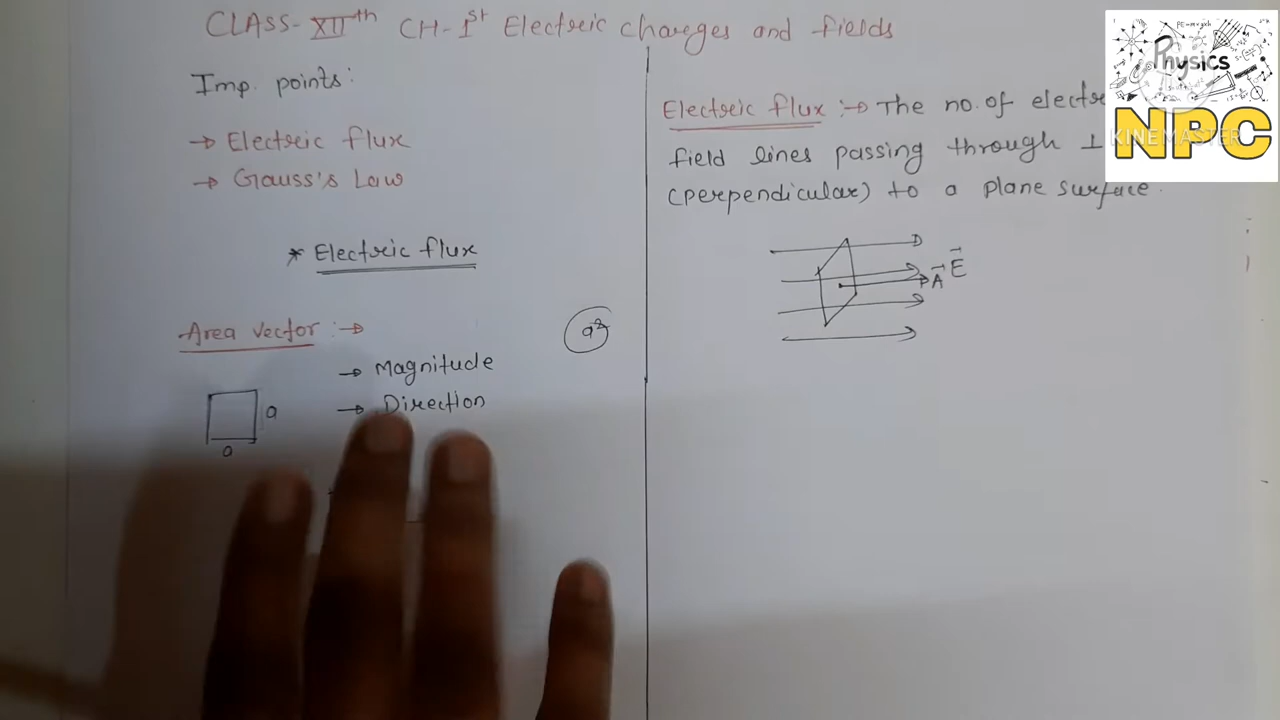 CLASS-XIIth CH-1st Electric charges and fields
Imp. points:
→ Electric flux
→ Gauss's Law
* Electric flux
Area vector :→
a²
→ Magnitude
→ Direction
a
a
Electric flux :→ The no. of
field lines passing through ⊥
(perpendicular) to a plane surface.
E
A
Physics
NPC
KINEMASTER